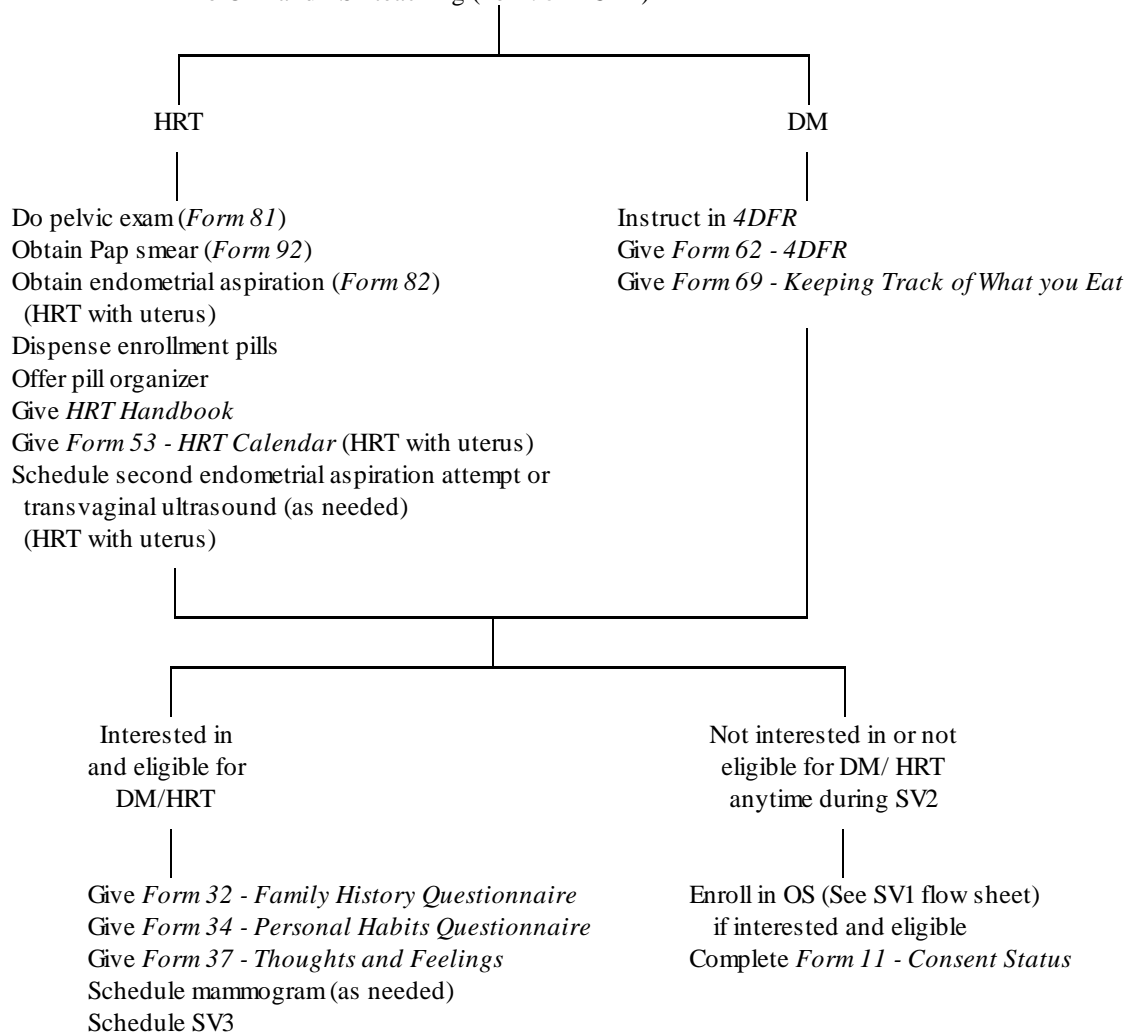 HRT
DM
Do pelvic exam (Form 81)
Obtain Pap smear (Form 92)
Obtain endometrial aspiration (Form 82)
(HRT with uterus)
Dispense enrollment pills
Offer pill organizer
Give HRT Handbook
Give Form 53 - HRT Calendar (HRT with uterus)
Schedule second endometrial aspiration attempt or
transvaginal ultrasound (as needed)
(HRT with uterus)
Instruct in 4DFR
Give Form 62 - 4DFR
Give Form 69 - Keeping Track of What you Eat
Interested in
and eligible for
DM/HRT
Not interested in or not
eligible for DM/ HRT
anytime during SV2
Give Form 32 - Family History Questionnaire
Give Form 34 - Personal Habits Questionnaire
Give Form 37 - Thoughts and Feelings
Schedule mammogram (as needed)
Schedule SV3
Enroll in OS (See SV1 flow sheet)
if interested and eligible
Complete Form 11 - Consent Status